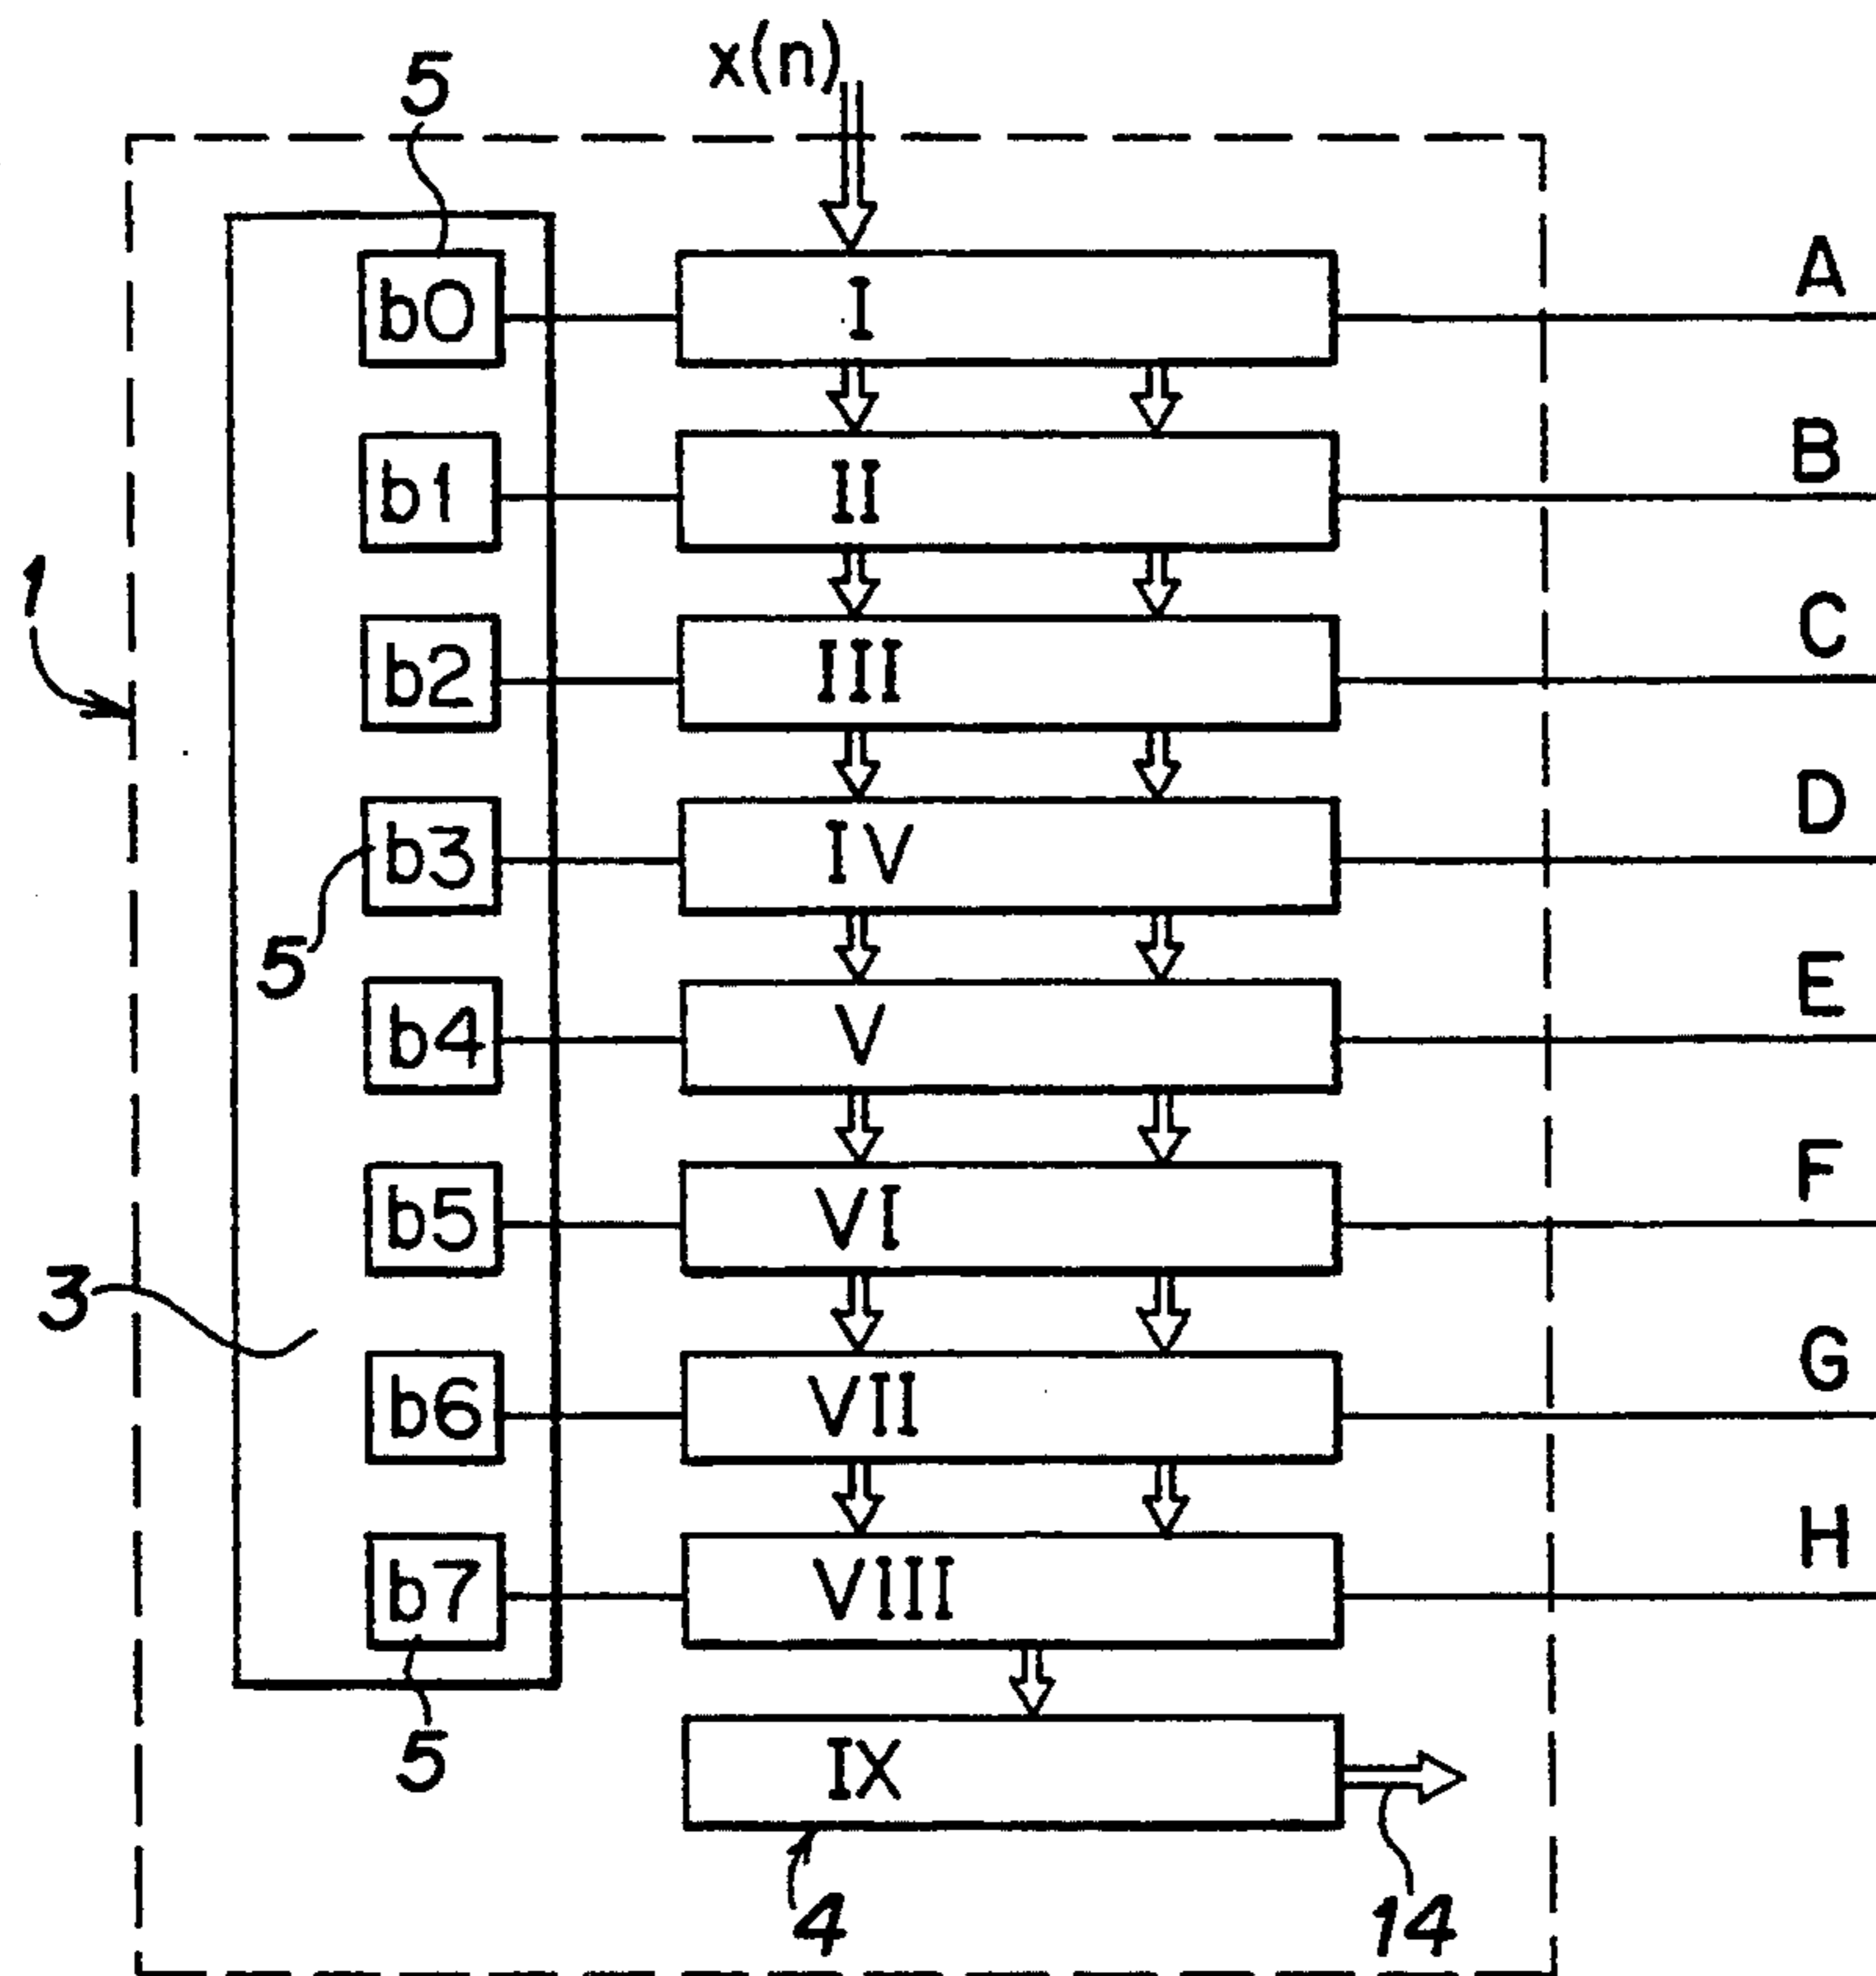 5
x(n)
b0 I A
b1 II B
1
b2 III C
b3 IV D
5
b4 V E
b5 VI F
3
b6 VII G
b7 VIII H
5
IX
4
14